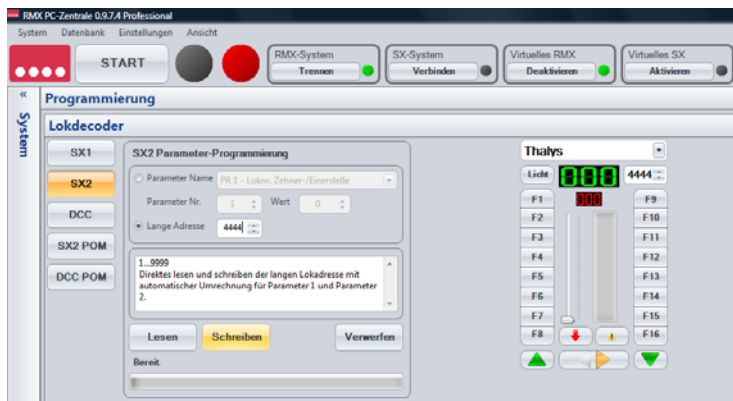 RMX PC-Zentrale 0.9.7.4 Professional
System Datenbank Einstellungen Ansicht
START
RMX-System
Trennen
SX-System
Verbinden
Virtuelles RMX
Deaktivieren
Virtuelles SX
Aktivieren
«
System
Programmierung
Lokdecoder
SX1
SX2
DCC
SX2 POM
DCC POM
SX2 Parameter-Programmierung
Parameter Name PR 1 - Loknr. Zehner-/Einerstelle
Parameter Nr. 1 Wert 0
Lange Adresse 4444
1...9999
Direktes lesen und schreiben der langen Lokadresse mit
automatischer Umrechnung für Parameter 1 und Parameter
2.
Lesen Schreiben Verwerfen
Bereit.
Thalys
Licht 000 4444
F1 000 F9
F2 F10
F3 F11
F4 F12
F5 F13
F6 F14
F7 F15
F8 F16